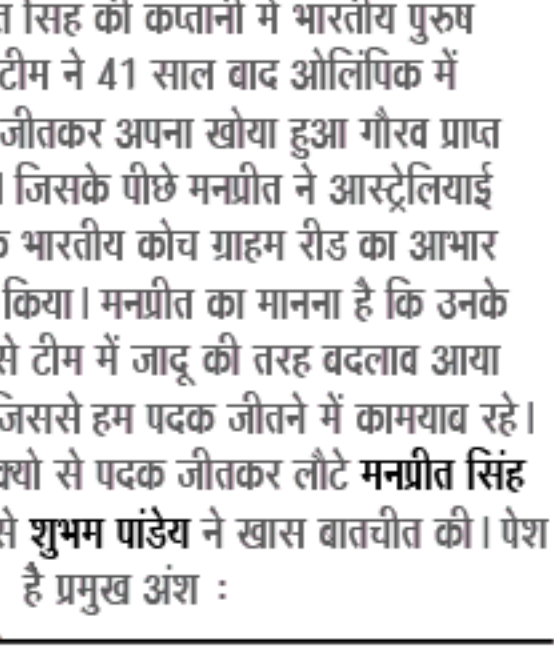 सिंह की कप्तानी में भारतीय पुरुष
टीम ने 41 साल बाद ओलिंपिक में
जीतकर अपना खोया हुआ गौरव प्राप्त
। जिसके पीछे मनप्रीत ने आस्ट्रेलियाई
भारतीय कोच ग्राहम रीड का आभार
किया। मनप्रीत का मानना है कि उनके
से टीम में जादू की तरह बदलाव आया
जिससे हम पदक जीतने में कामयाब रहे।
क्यो से पदक जीतकर लौटे मनप्रीत सिंह
से शुभम पांडेय ने खास बातचीत की। पेश
है प्रमुख अंश :